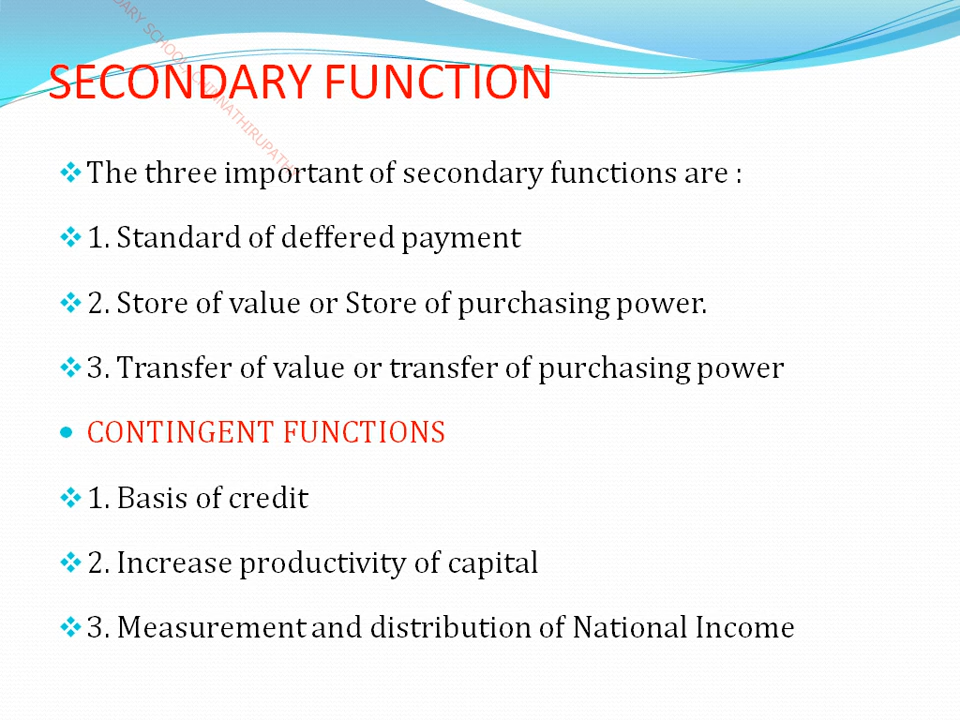 SECONDARY FUNCTION
The three important of secondary functions are :
1. Standard of deffered payment
2. Store of value or Store of purchasing power.
3. Transfer of value or transfer of purchasing power
CONTINGENT FUNCTIONS
1. Basis of credit
2. Increase productivity of capital
3. Measurement and distribution of National Income